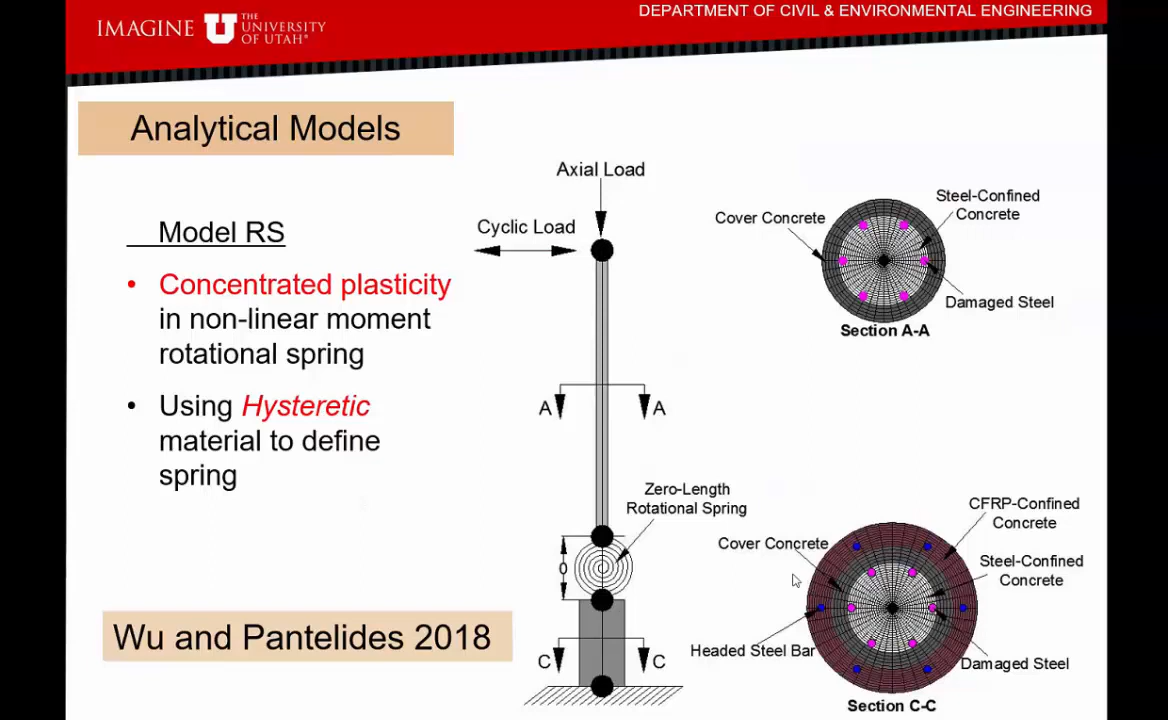 IMAGINE
THE
UNIVERSITY
OF UTAH®
DEPARTMENT OF CIVIL & ENVIRONMENTAL ENGINEERING
Analytical Models
Model RS
• Concentrated plasticity
in non-linear moment
rotational spring
• Using Hysteretic
material to define
spring
Wu and Pantelides 2018
Axial Load
Cyclic Load
A
A
Zero-Length
Rotational Spring
0
C
C
Cover Concrete
Steel-Confined
Concrete
Damaged Steel
Section A-A
CFRP-Confined
Concrete
Cover Concrete
Steel-Confined
Concrete
Headed Steel Bar
Damaged Steel
Section C-C